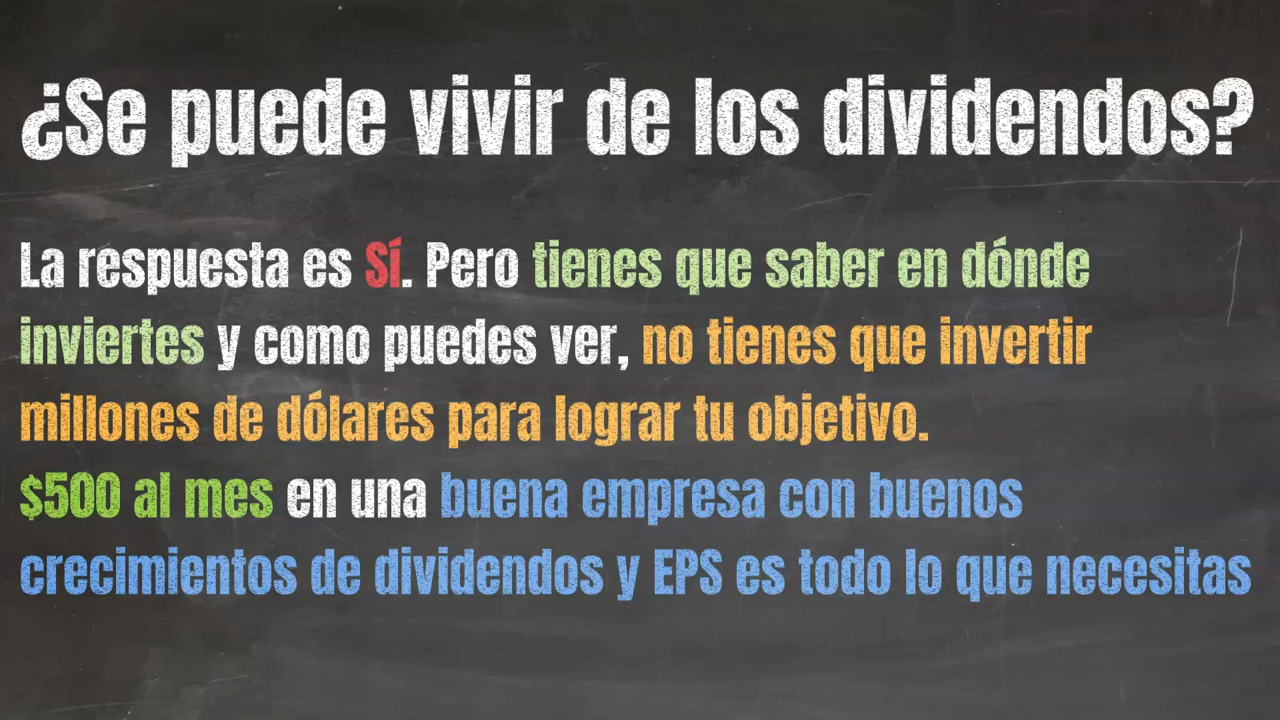 ¿Se puede vivir de los dividendos?
La respuesta es Sí. Pero tienes que saber en dónde
inviertes y como puedes ver, no tienes que invertir
millones de dólares para lograr tu objetivo.
$500 al mes en una buena empresa con buenos
crecimientos de dividendos y EPS es todo lo que necesitas